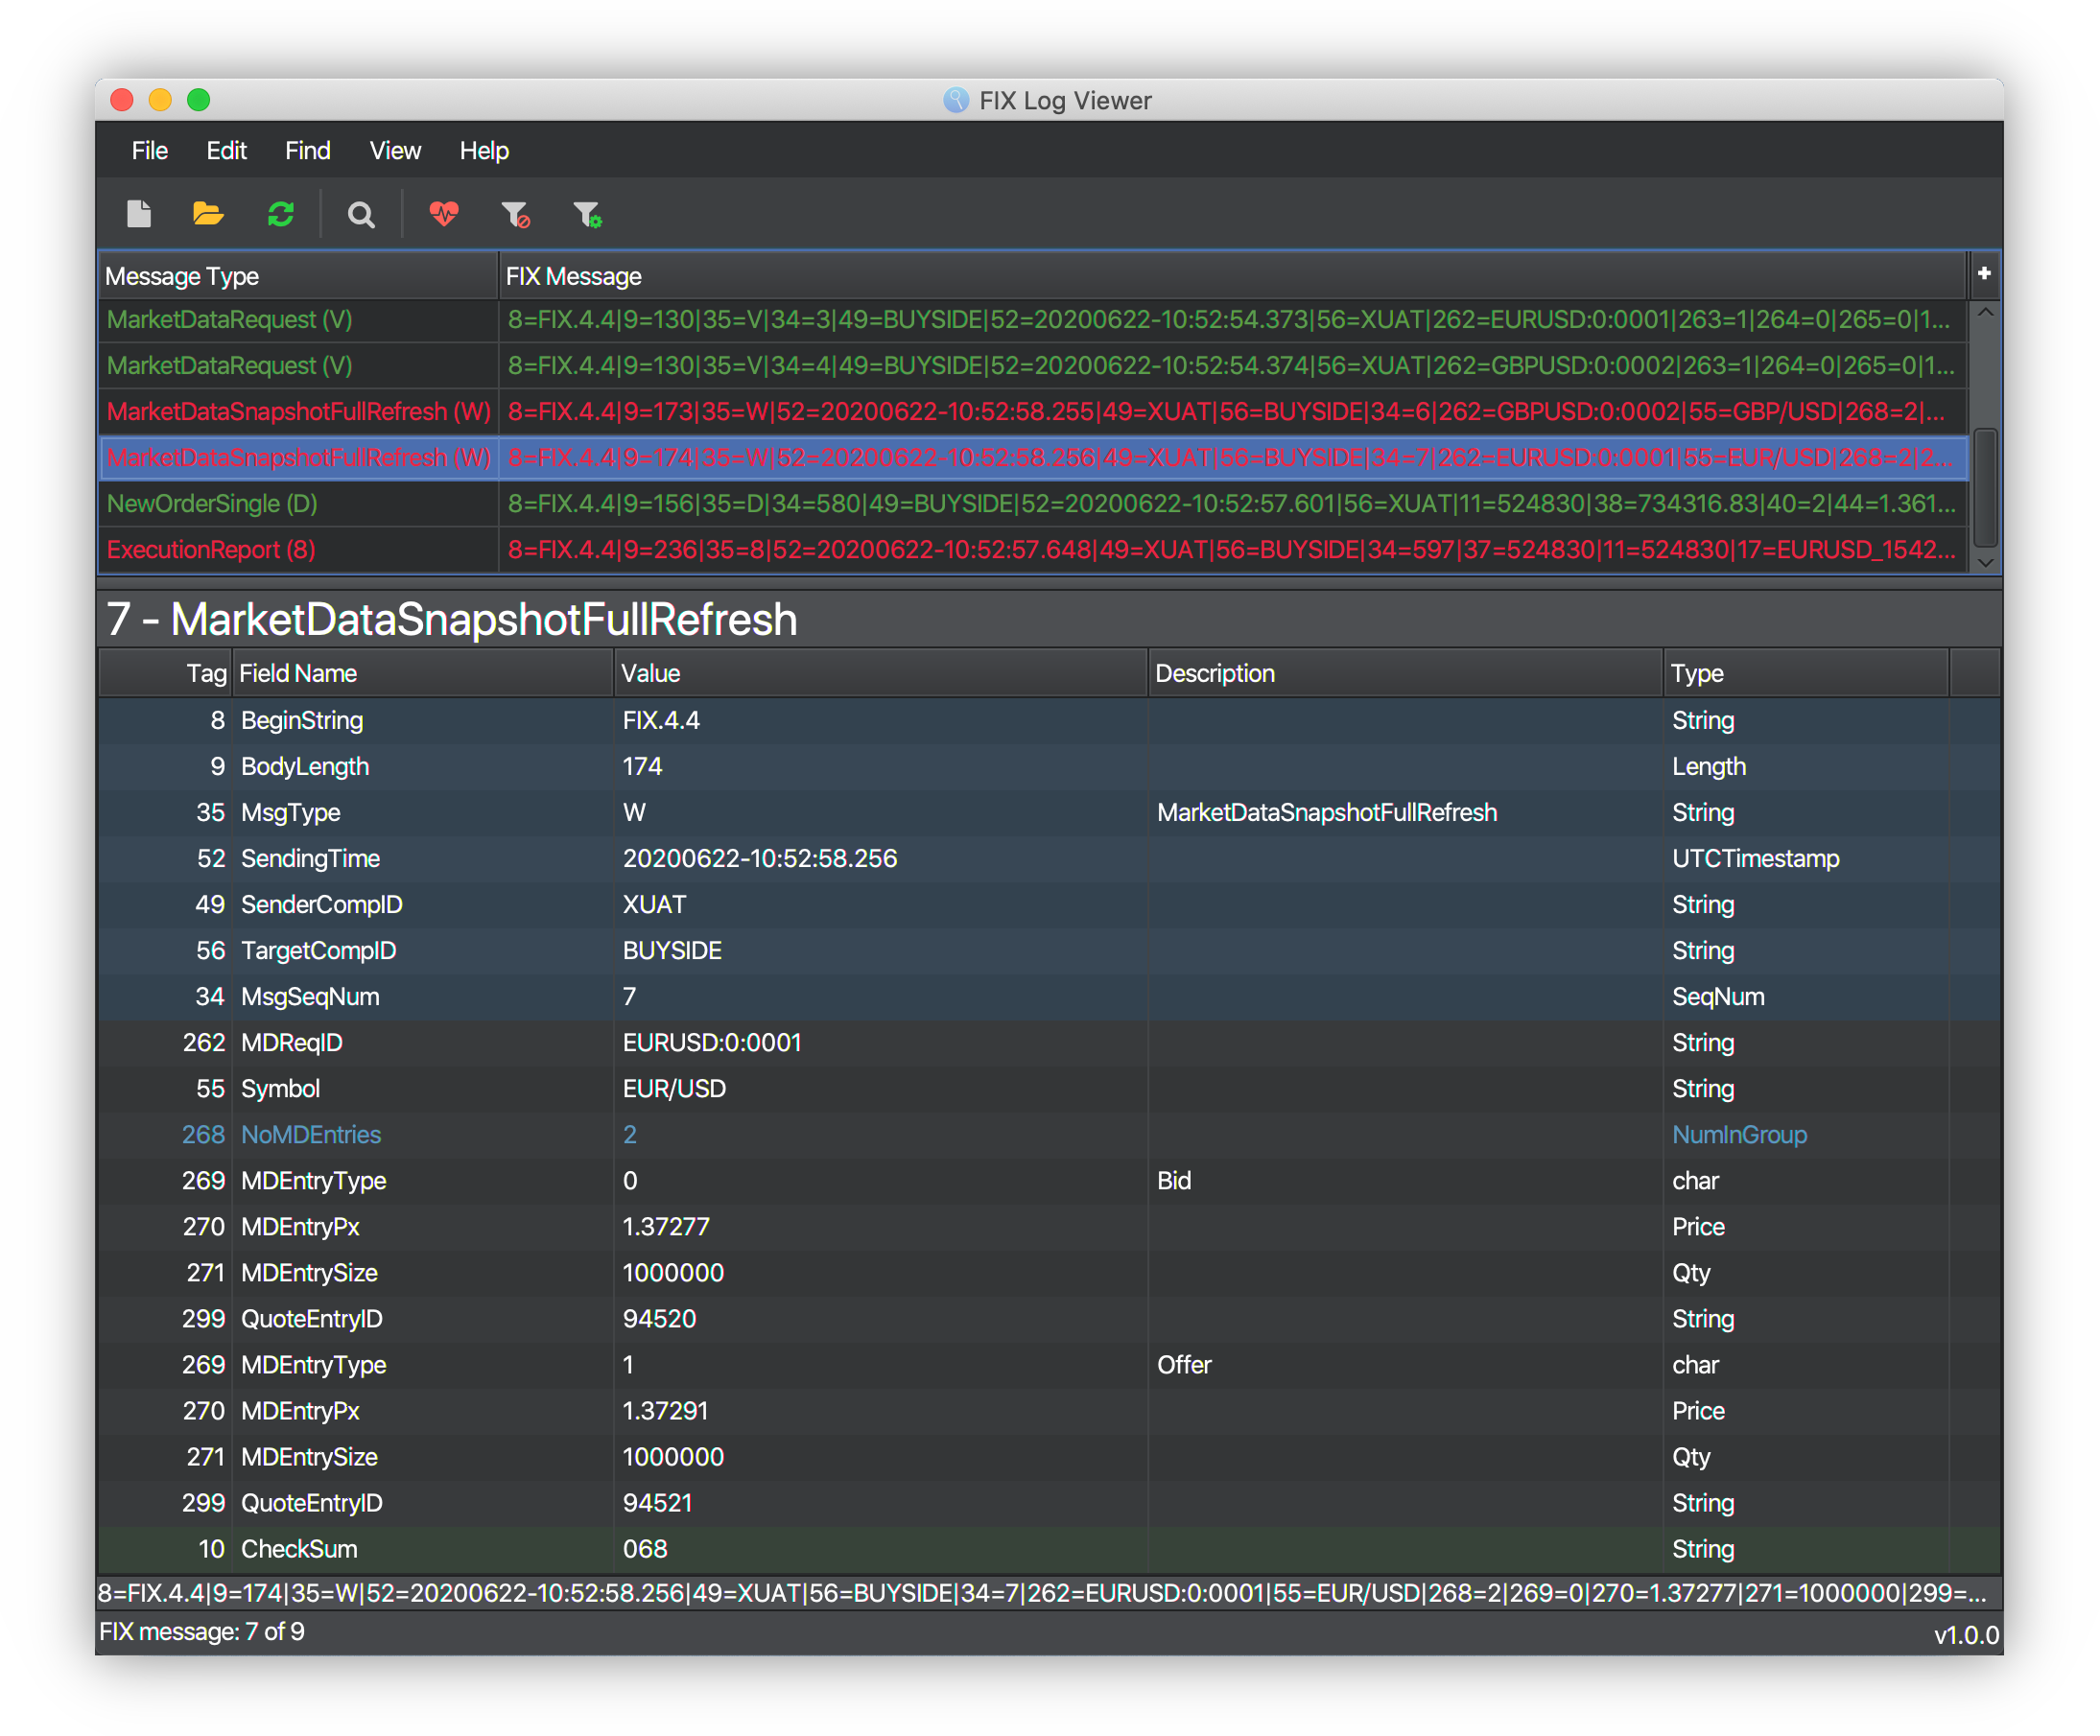 FIX Log Viewer
File Edit Find View Help
Message Type FIX Message +
MarketDataRequest (V) 8=FIX.4.4|9=130|35=V|34=3|49=BUYSIDE|52=20200622-10:52:54.373|56=XUAT|262=EURUSD:0:0001|263=1|264=0|265=0|1...
MarketDataRequest (V) 8=FIX.4.4|9=130|35=V|34=4|49=BUYSIDE|52=20200622-10:52:54.374|56=XUAT|262=GBPUSD:0:0002|263=1|264=0|265=0|1...
MarketDataSnapshotFullRefresh (W) 8=FIX.4.4|9=173|35=W|52=20200622-10:52:58.255|49=XUAT|56=BUYSIDE|34=6|262=GBPUSD:0:0002|55=GBP/USD|268=2|...
MarketDataSnapshotFullRefresh (W) 8=FIX.4.4|9=174|35=W|52=20200622-10:52:58.256|49=XUAT|56=BUYSIDE|34=7|262=EURUSD:0:0001|55=EUR/USD|268=2|2...
NewOrderSingle (D) 8=FIX.4.4|9=156|35=D|34=580|49=BUYSIDE|52=20200622-10:52:57.601|56=XUAT|11=524830|38=734316.83|40=2|44=1.361...
ExecutionReport (8) 8=FIX.4.4|9=236|35=8|52=20200622-10:52:57.648|49=XUAT|56=BUYSIDE|34=597|37=524830|11=524830|17=EURUSD_1542...
7 - MarketDataSnapshotFullRefresh
Tag Field Name Value Description Type
8 BeginString FIX.4.4 String
9 BodyLength 174 Length
35 MsgType W MarketDataSnapshotFullRefresh String
52 SendingTime 20200622-10:52:58.256 UTCTimestamp
49 SenderCompID XUAT String
56 TargetCompID BUYSIDE String
34 MsgSeqNum 7 SeqNum
262 MDReqID EURUSD:0:0001 String
55 Symbol EUR/USD String
268 NoMDEntries 2 NumInGroup
269 MDEntryType 0 Bid char
270 MDEntryPx 1.37277 Price
271 MDEntrySize 1000000 Qty
299 QuoteEntryID 94520 String
269 MDEntryType 1 Offer char
270 MDEntryPx 1.37291 Price
271 MDEntrySize 1000000 Qty
299 QuoteEntryID 94521 String
10 CheckSum 068 String
8=FIX.4.4|9=174|35=W|52=20200622-10:52:58.256|49=XUAT|56=BUYSIDE|34=7|262=EURUSD:0:0001|55=EUR/USD|268=2|269=0|270=1.37277|271=1000000|299=...
FIX message: 7 of 9 v1.0.0